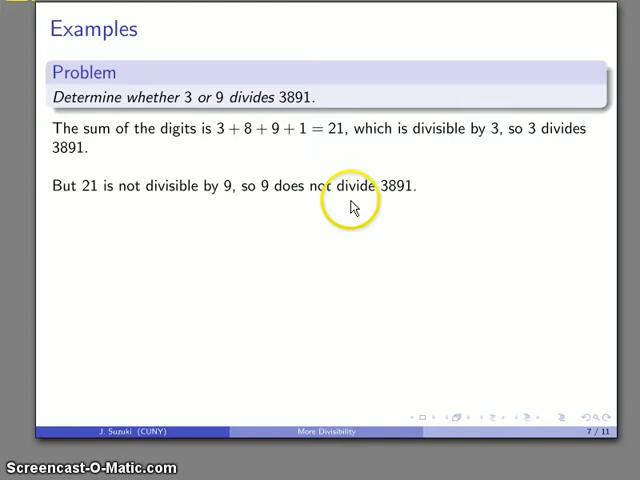 Examples
Problem
Determine whether 3 or 9 divides 3891.
The sum of the digits is 3 + 8 + 9 + 1 = 21, which is divisible by 3, so 3 divides
3891.
But 21 is not divisible by 9, so 9 does not divide 3891.
J. Suzuki (CUNY) More Divisibility 7 / 11
Screencast-O-Matic.com